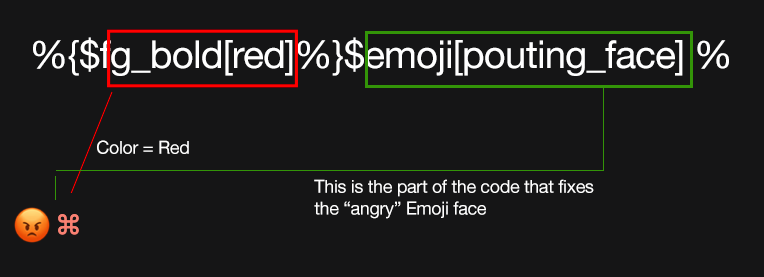 %{$fg_bold[red]%}$emoji[pouting_face] %
Color = Red
This is the part of the code that fixes
the “angry” Emoji face
⌘